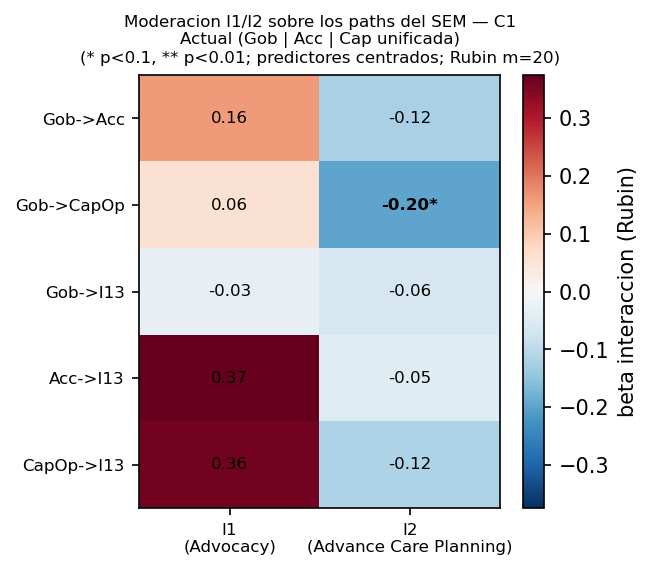 Moderacion I1/I2 sobre los paths del SEM — C1
Actual (Gob | Acc | Cap unificada)
(* p<0.1, ** p<0.01; predictores centrados; Rubin m=20)
Gob->Acc
0.16
-0.12
Gob->CapOp
0.06
-0.20*
Gob->I13
-0.03
-0.06
Acc->I13
0.37
-0.05
CapOp->I13
0.36
-0.12
I1
(Advocacy)
I2
(Advance Care Planning)
0.3
0.2
0.1
0.0
−0.1
−0.2
−0.3
beta interaccion (Rubin)